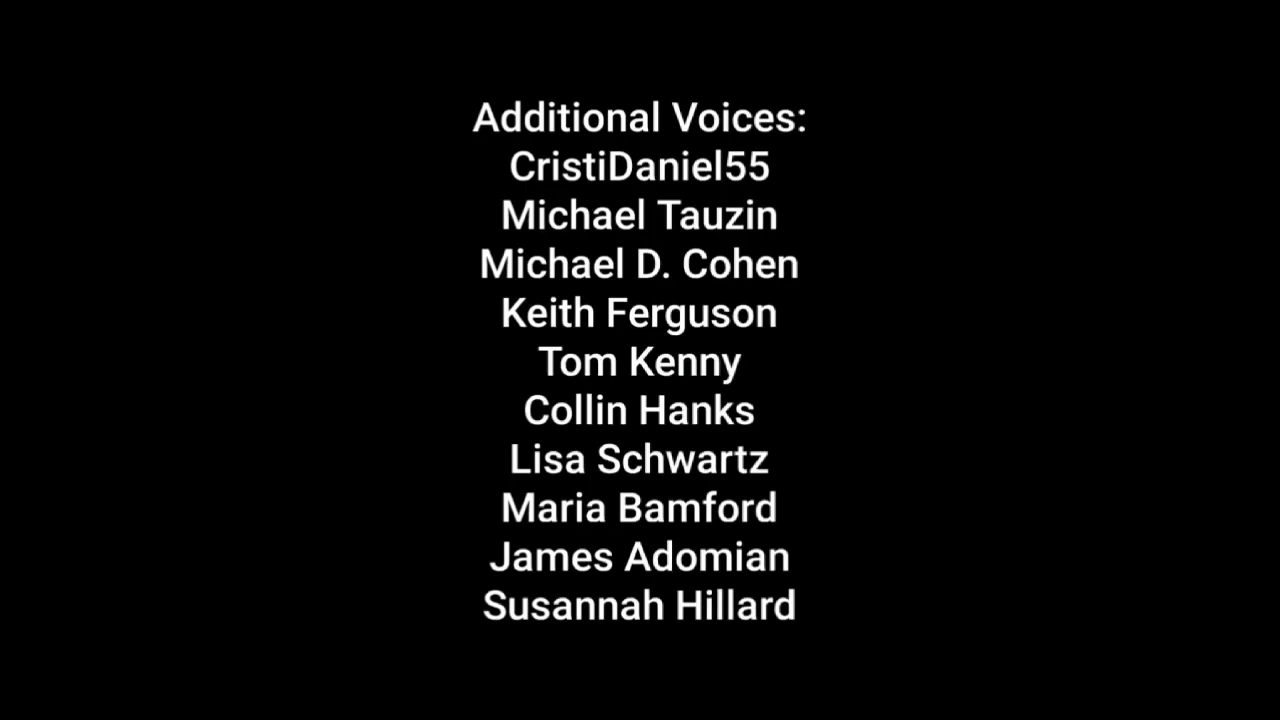 Additional Voices:
CristiDaniel55
Michael Tauzin
Michael D. Cohen
Keith Ferguson
Tom Kenny
Collin Hanks
Lisa Schwartz
Maria Bamford
James Adomian
Susannah Hillard